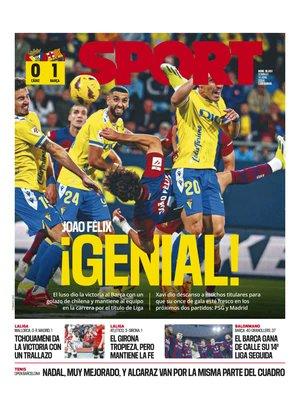 0 1
CÁDIZ BARÇA
SPORT
JOAO FÉLIX
¡GENIAL!
El luso dio la victoria al Barça con un
golazo de chilena y mantiene al equipo
en la carrera por el título de Liga
Xavi dio descanso a muchos titulares para
que su once de gala esté fresco en los
próximos dos partidos: PSG y Madrid
LALIGA
MALLORCA, 0-R. MADRID, 1
TCHOUAMÉNI DA
LA VICTORIA CON
UN TRALLAZO
LALIGA
ATLÉTICO, 3-GIRONA, 1
EL GIRONA
TROPIEZA, PERO
MANTIENE LA FE
BALONMANO
BARÇA, 40-GRANOLLERS, 37
EL BARÇA GANA
DE CALLE SU 14ª
LIGA SEGUIDA
TENIS
OPEN BARCELONA
NADAL, MUY MEJORADO, Y ALCARAZ VAN POR LA MISMA PARTE DEL CUADRO
20